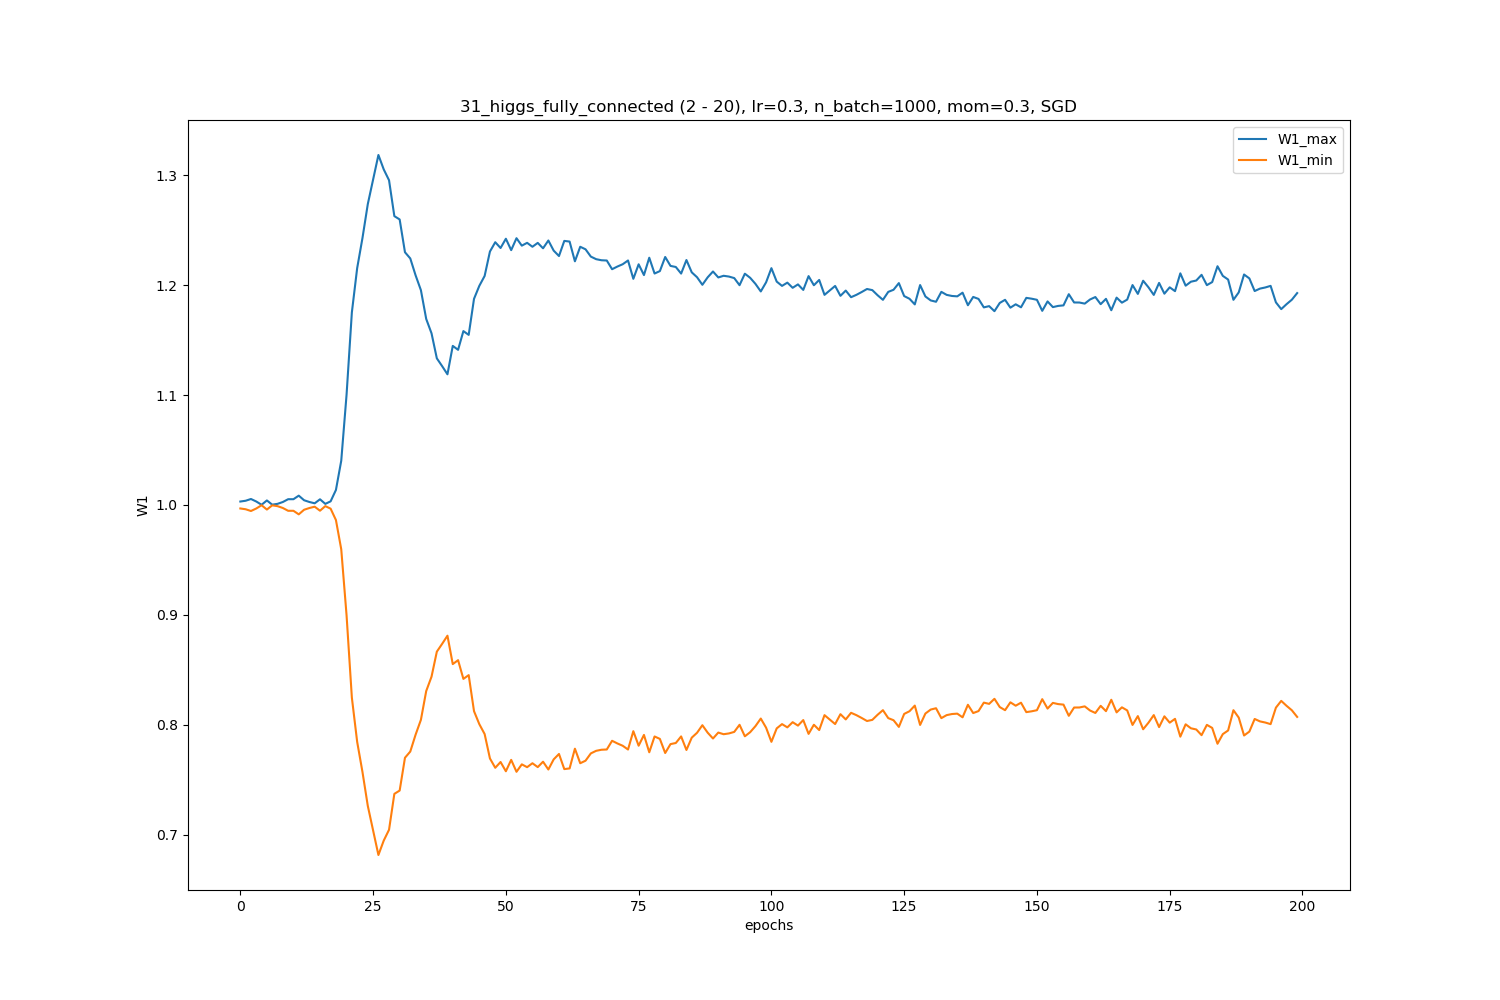 31_higgs_fully_connected (2 - 20), lr=0.3, n_batch=1000, mom=0.3, SGD
W1_max
W1_min
1.3
1.2
1.1
1.0
0.9
0.8
0.7
W1
0 25 50 75 100 125 150 175 200
epochs